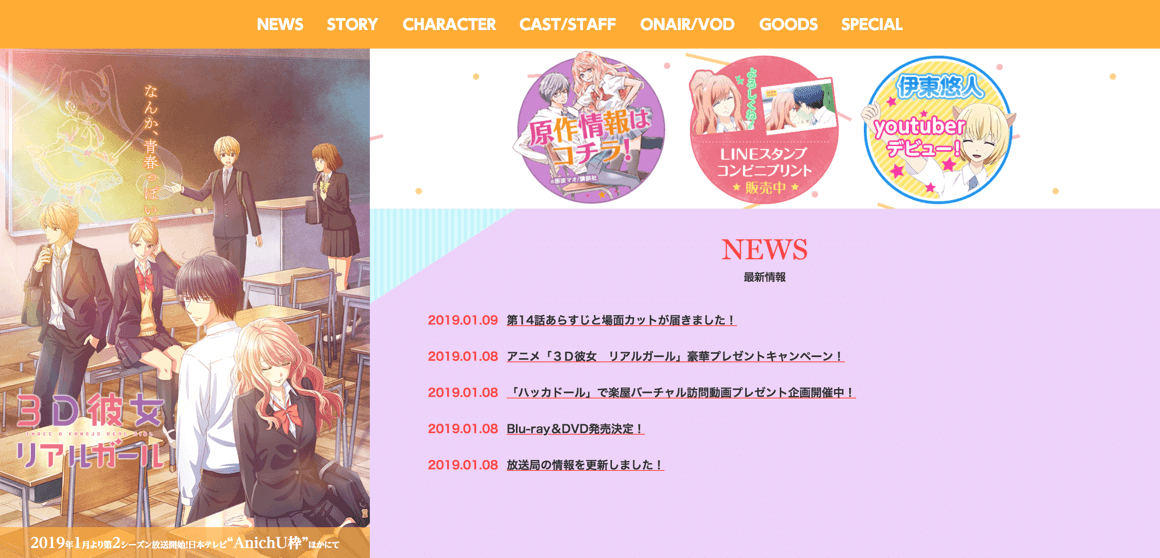 NEWS STORY CHARACTER CAST/STAFF ONAIR/VOD GOODS SPECIAL
なんか、青春っぽい。
3D彼女
リアルガール
2019年1月より第2シーズン放送開始!日本テレビ“AnichU枠”ほかにて
原作情報は
コチラ!
よろしくね
LINEスタンプ
コンビニプリント
★販売中★
伊東悠人
youtuber
デビュー!
NEWS
最新情報
2019.01.09 第14話あらすじと場面カットが届きました！
2019.01.08 アニメ「３Ｄ彼女　リアルガール」豪華プレゼントキャンペーン！
2019.01.08 「ハッカドール」で楽屋バーチャル訪問動画プレゼント企画開催中！
2019.01.08 Blu-ray＆DVD発売決定！
2019.01.08 放送局の情報を更新しました！